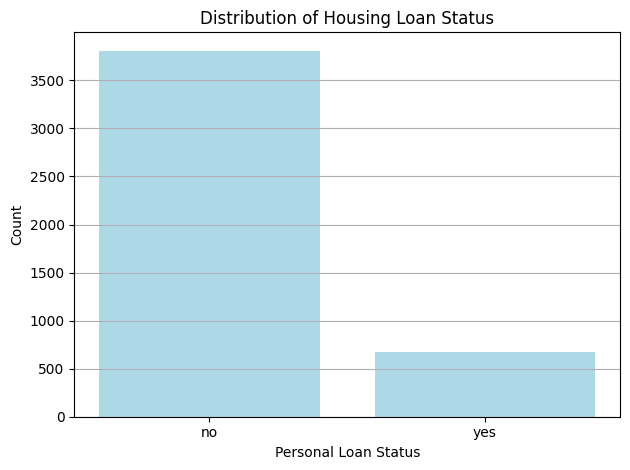 Distribution of Housing Loan Status
3500
3000
2500
2000
1500
1000
500
0
Count
no yes
Personal Loan Status